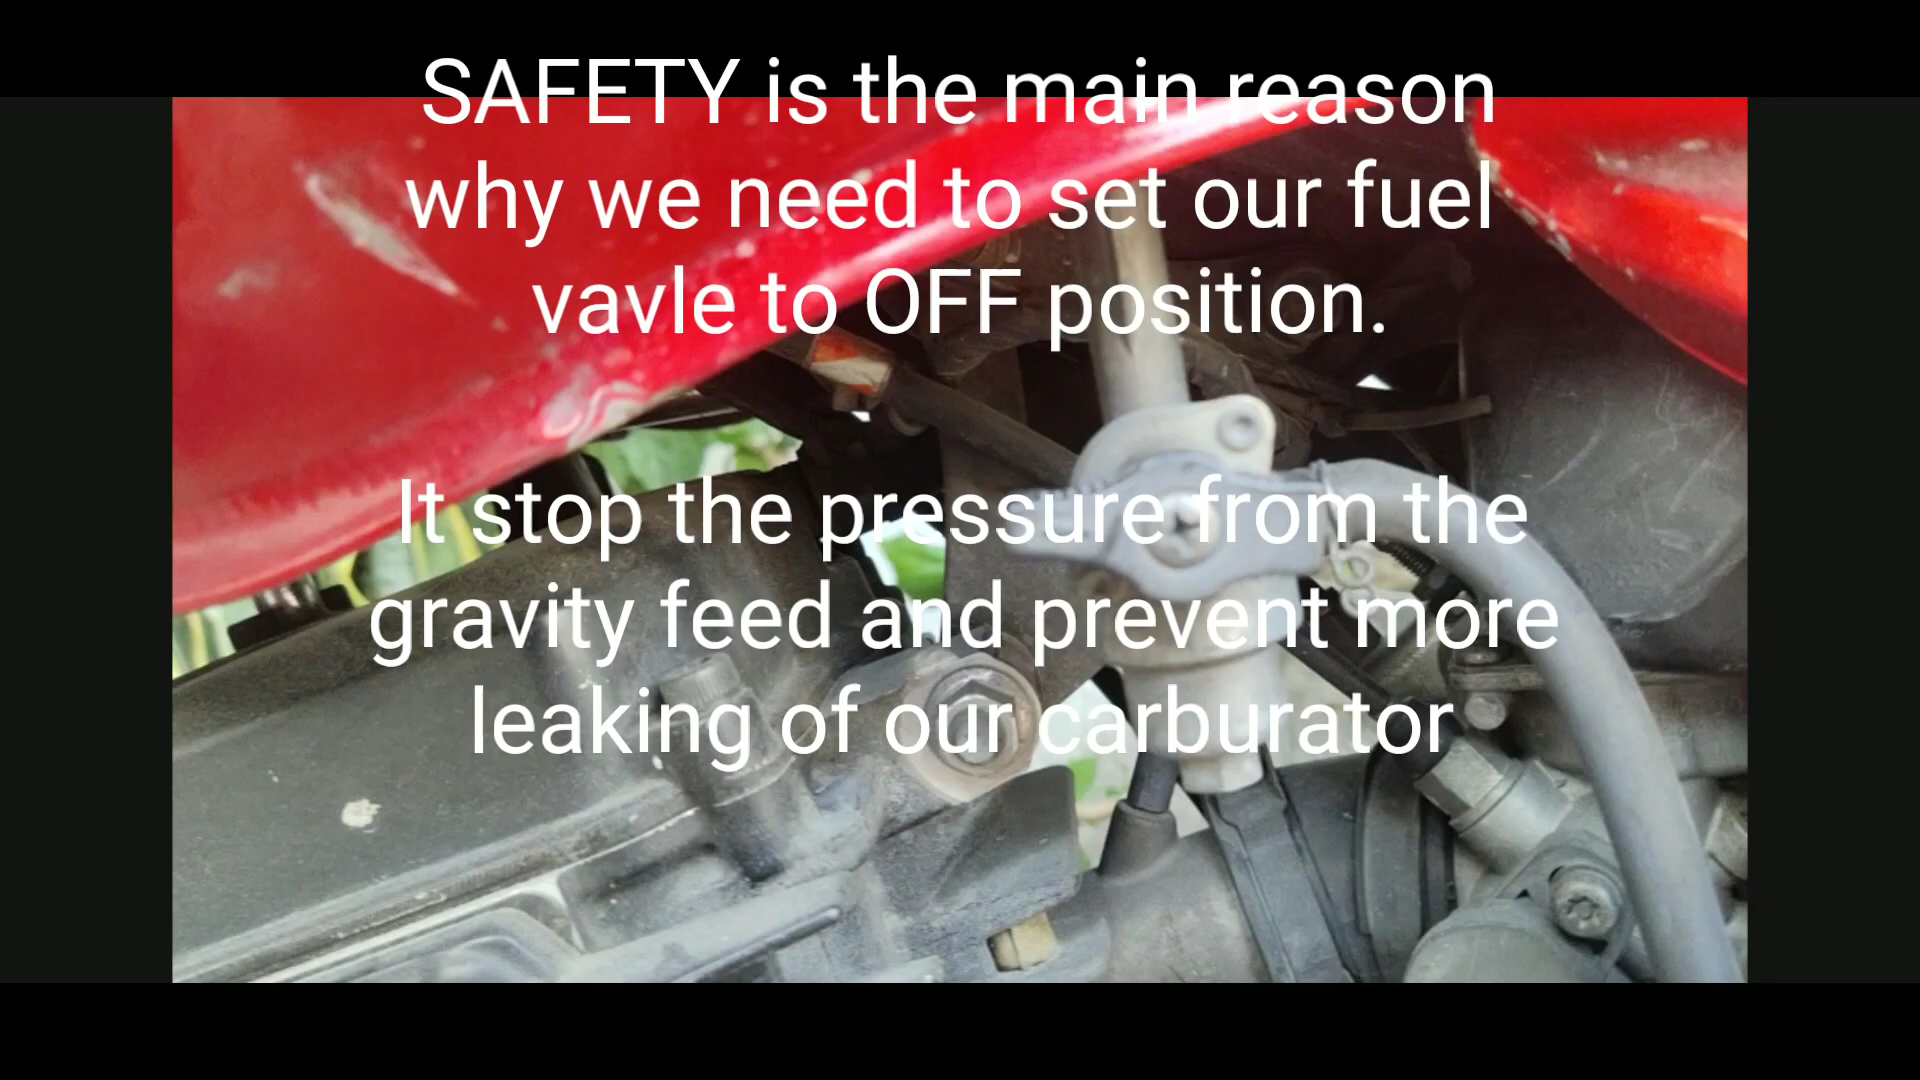 SAFETY is the main reason
why we need to set our fuel
vavle to OFF position.
It stop the pressure from the
gravity feed and prevent more
leaking of our carburator